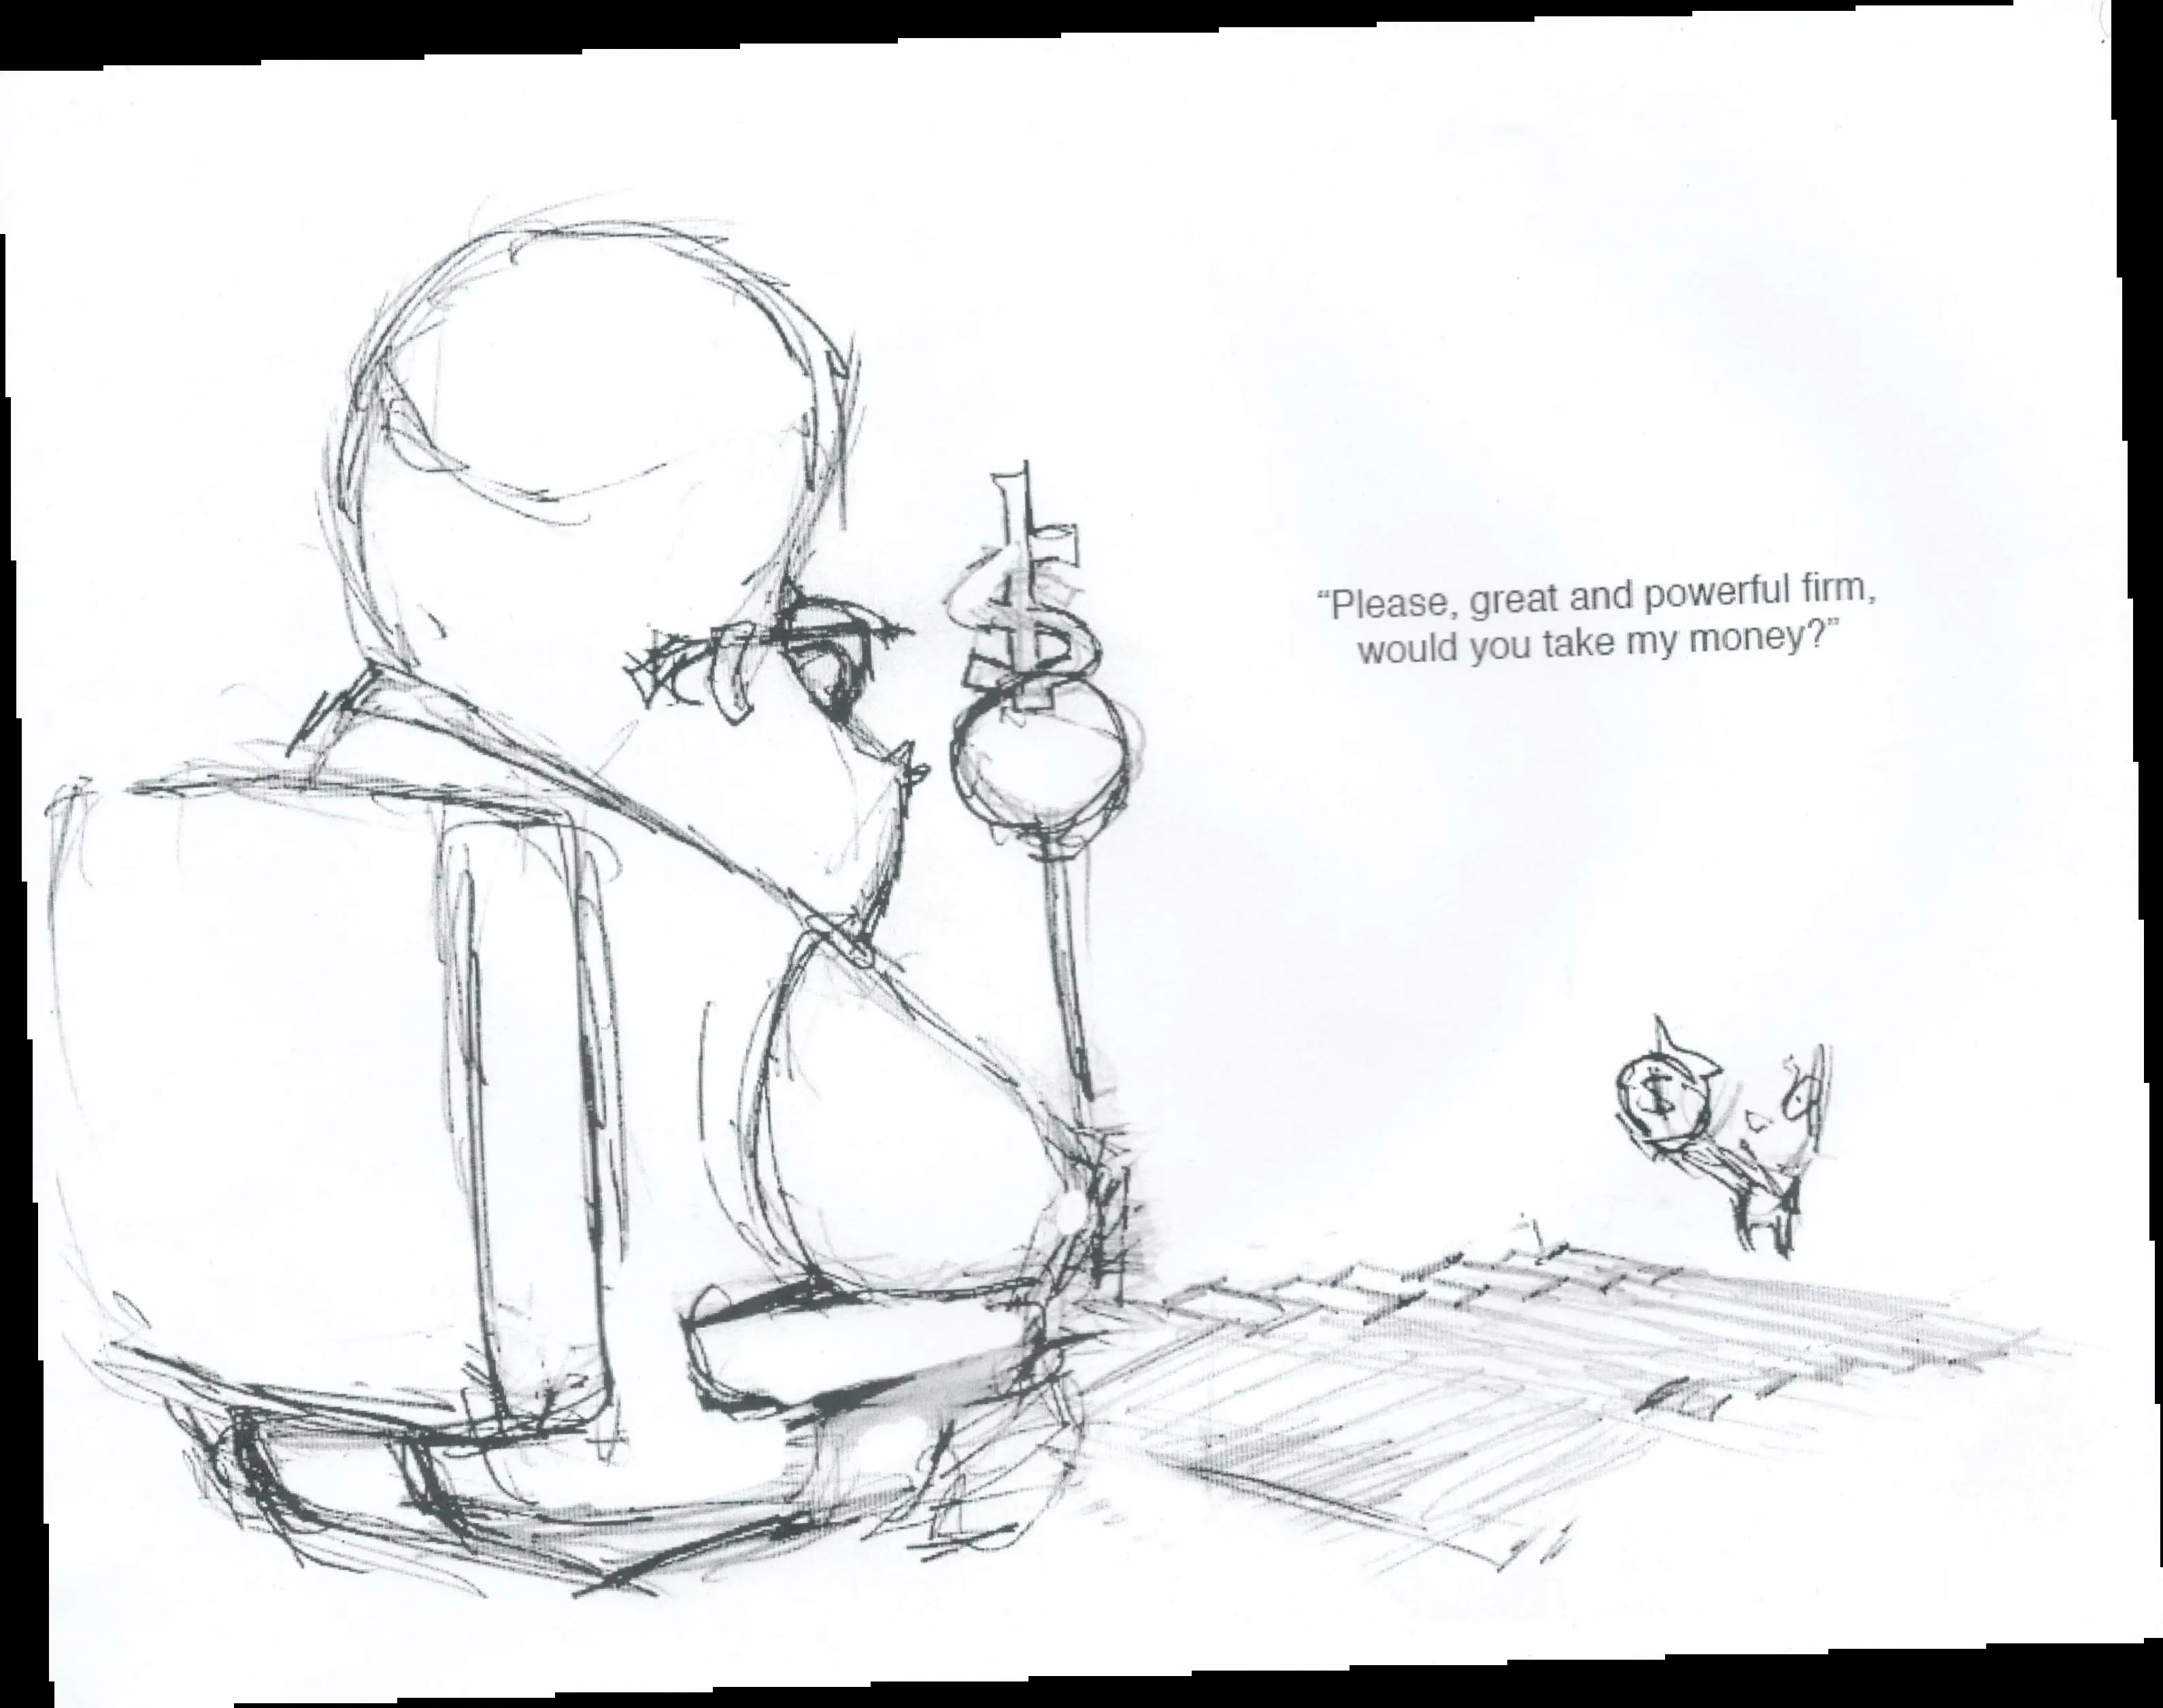 “Please, great and powerful firm,
would you take my money?”
$
$